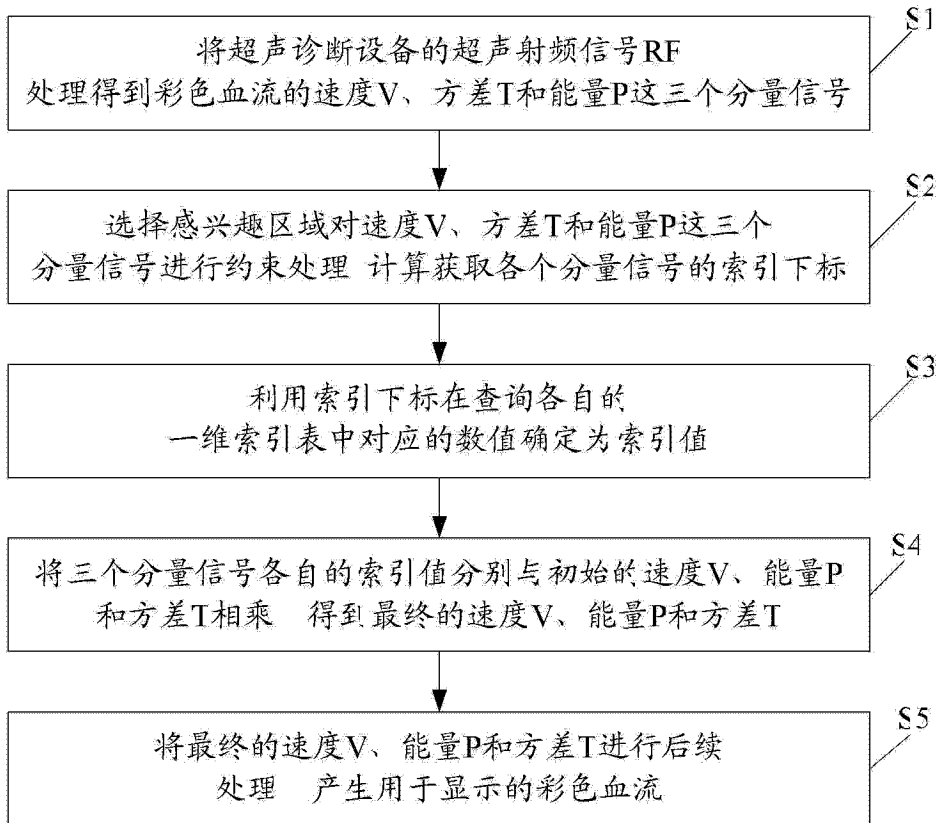 S1
将超声诊断设备的超声射频信号RF
处理得到彩色血流的速度V、方差T和能量P这三个分量信号
S2
选择感兴趣区域对速度V、方差T和能量P这三个
分量信号进行约束处理 计算获取各个分量信号的索引下标
S3
利用索引下标在查询各自的
一维索引表中对应的数值确定为索引值
S4
将三个分量信号各自的索引值分别与初始的速度V、能量P
和方差T相乘 得到最终的速度V、能量P和方差T
S5
将最终的速度V、能量P和方差T进行后续
处理 产生用于显示的彩色血流